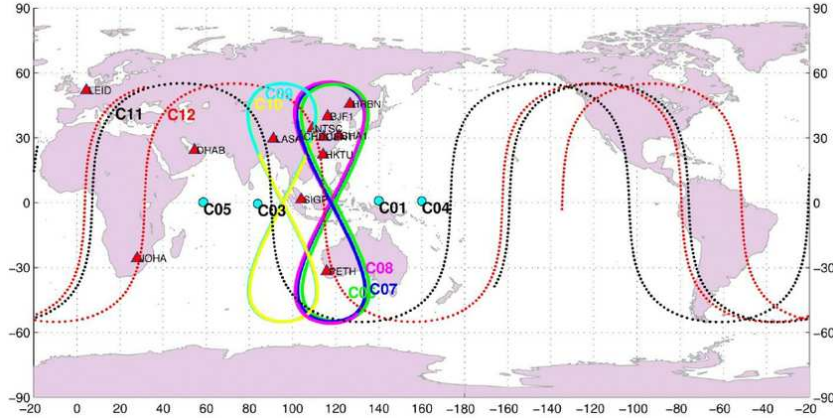 90
90
60
60
30
30
0
0
−30
−30
−60
−60
−90
−90
LEID
C11
C12
C09
C10
HRBN
BJF1
NTSC
LASA
HKTU
DHAB
C05
C03
SIGP
C01
C04
JOHA
PETH
C08
C07
−20 0 20 40 60 80 100 120 140 160 −180 −160 −140 −120 −100 −80 −60 −40 −20